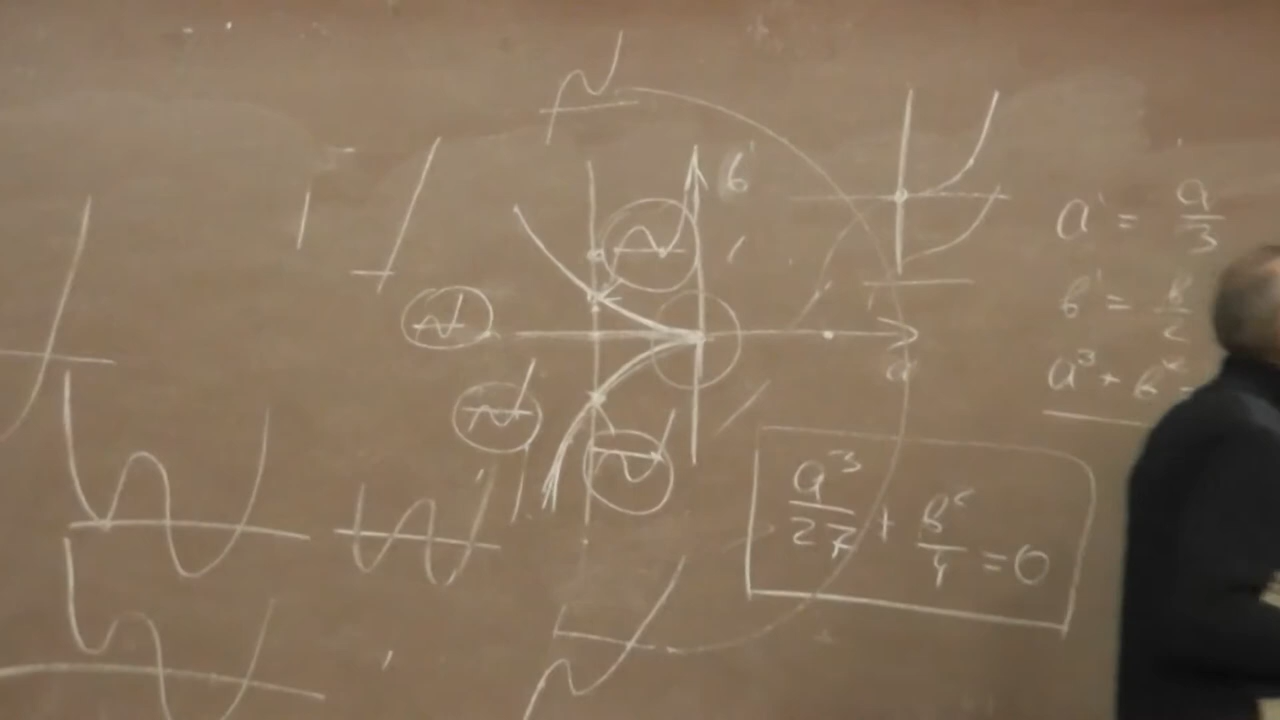 b
a
a' = a/3
b' = b/2
a³ + b² =
a³/27 + b²/4 = 0